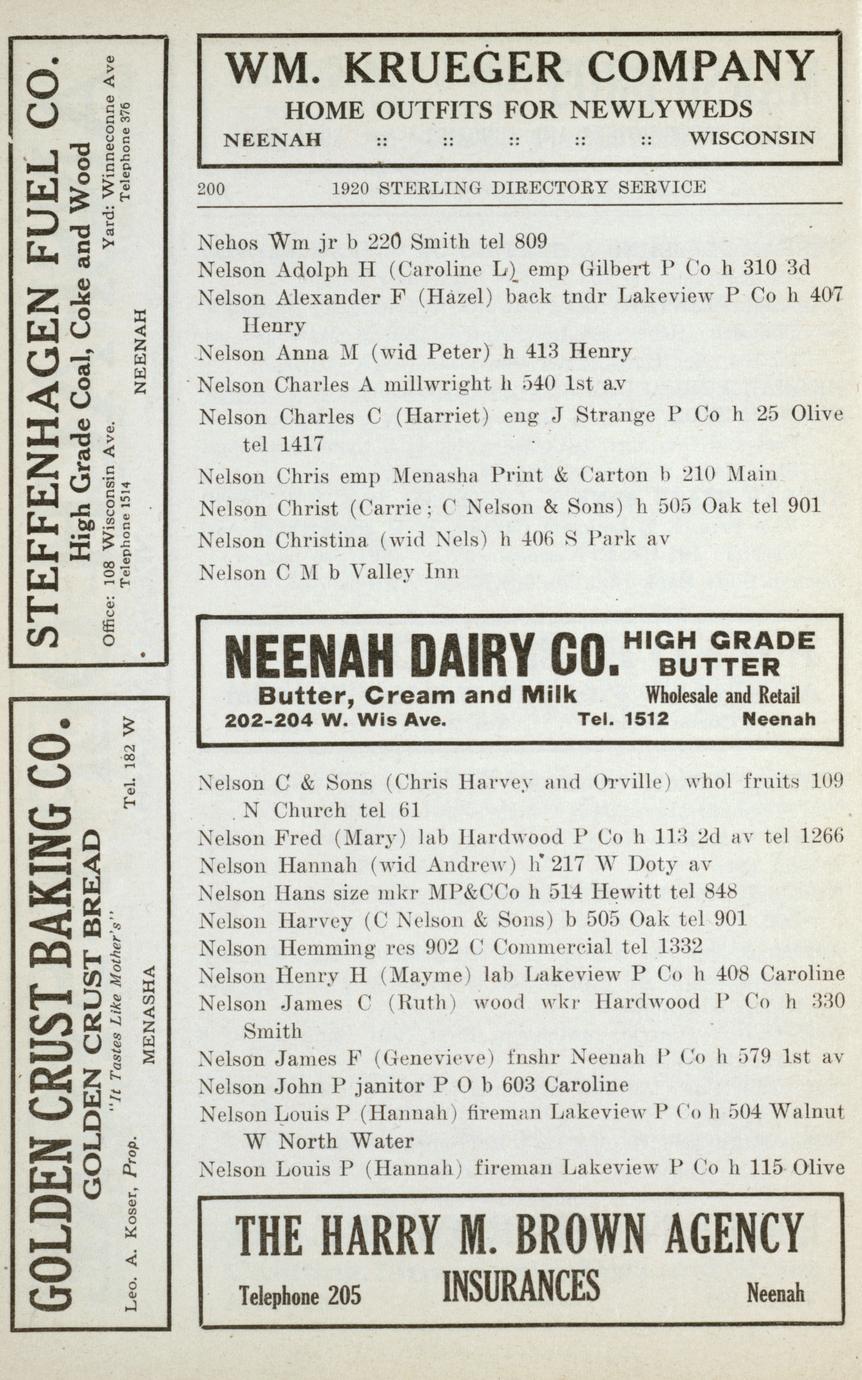 WM. KRUEGER COMPANY
HOME OUTFITS FOR NEWLYWEDS
NEENAH :: :: :: :: :: WISCONSIN
200 1920 STERLING DIRECTORY SERVICE
Nehos Wm jr b 220 Smith tel 809
Nelson Adolph H (Caroline L) emp Gilbert P Co h 310 3d
Nelson Alexander F (Hazel) back tndr Lakeview P Co h 407
Henry
Nelson Anna M (wid Peter) h 413 Henry
Nelson Charles A millwright h 540 1st av
Nelson Charles C (Harriet) eng J Strange P Co h 25 Olive
tel 1417
Nelson Chris emp Menasha Print & Carton b 210 Main
Nelson Christ (Carrie; C Nelson & Sons) h 505 Oak tel 901
Nelson Christina (wid Nels) h 406 S Park av
Nelson C M b Valley Inn
NEENAH DAIRY CO. HIGH GRADE
BUTTER
Butter, Cream and Milk Wholesale and Retail
202-204 W. Wis Ave. Tel. 1512 Neenah
Nelson C & Sons (Chris Harvey and Orville) whol fruits 109
N Church tel 61
Nelson Fred (Mary) lab Hardwood P Co h 113 2d av tel 1266
Nelson Hannah (wid Andrew) h 217 W Doty av
Nelson Hans size mkr MP&CCo h 514 Hewitt tel 848
Nelson Harvey (C Nelson & Sons) b 505 Oak tel 901
Nelson Hemming res 902 C Commercial tel 1332
Nelson Henry H (Mayme) lab Lakeview P Co h 408 Caroline
Nelson James C (Ruth) wood wkr Hardwood P Co h 330
Smith
Nelson James F (Genevieve) fnshr Neenah P Co h 579 1st av
Nelson John P janitor P O b 603 Caroline
Nelson Louis P (Hannah) fireman Lakeview P Co h 504 Walnut
W North Water
Nelson Louis P (Hannah) fireman Lakeview P Co h 115 Olive
THE HARRY M. BROWN AGENCY
Telephone 205 INSURANCES Neenah
STEFFENHAGEN FUEL CO.
High Grade Coal, Coke and Wood
Office: 108 Wisconsin Ave. Yard: Winneconne Ave
Telephone 1514 Telephone 376
NEENAH
GOLDEN CRUST BAKING CO.
GOLDEN CRUST BREAD
"It Tastes Like Mother's"
Leo. A. Koser, Prop. Tel. 182 W
MENASHA